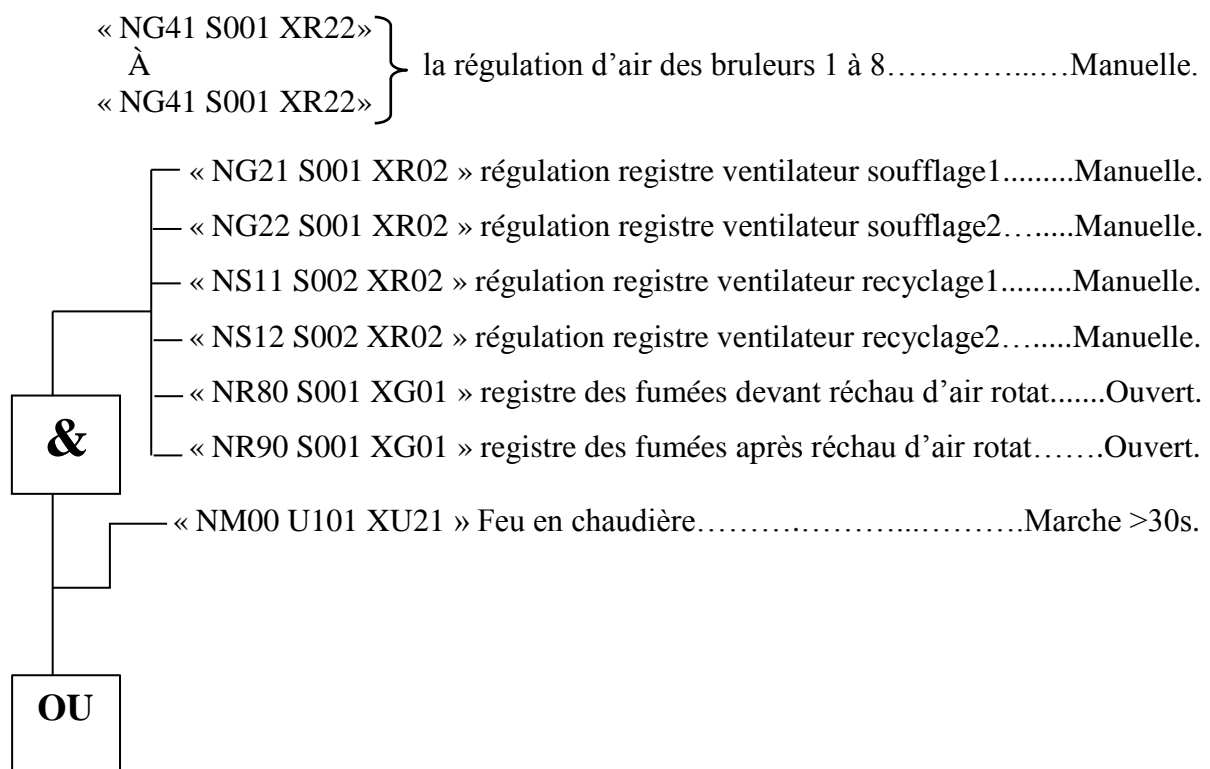 « NG41 S001 XR22»
À
« NG41 S001 XR22»
la régulation d’air des bruleurs 1 à 8…………...…Manuelle.
« NG21 S001 XR02 » régulation registre ventilateur soufflage1.........Manuelle.
« NG22 S001 XR02 » régulation registre ventilateur soufflage2….....Manuelle.
« NS11 S002 XR02 » régulation registre ventilateur recyclage1.........Manuelle.
« NS12 S002 XR02 » régulation registre ventilateur recyclage2….....Manuelle.
« NR80 S001 XG01 » registre des fumées devant réchau d’air rotat.......Ouvert.
&
« NR90 S001 XG01 » registre des fumées après réchau d’air rotat…….Ouvert.
« NM00 U101 XU21 » Feu en chaudière……….………...……….Marche >30s.
OU